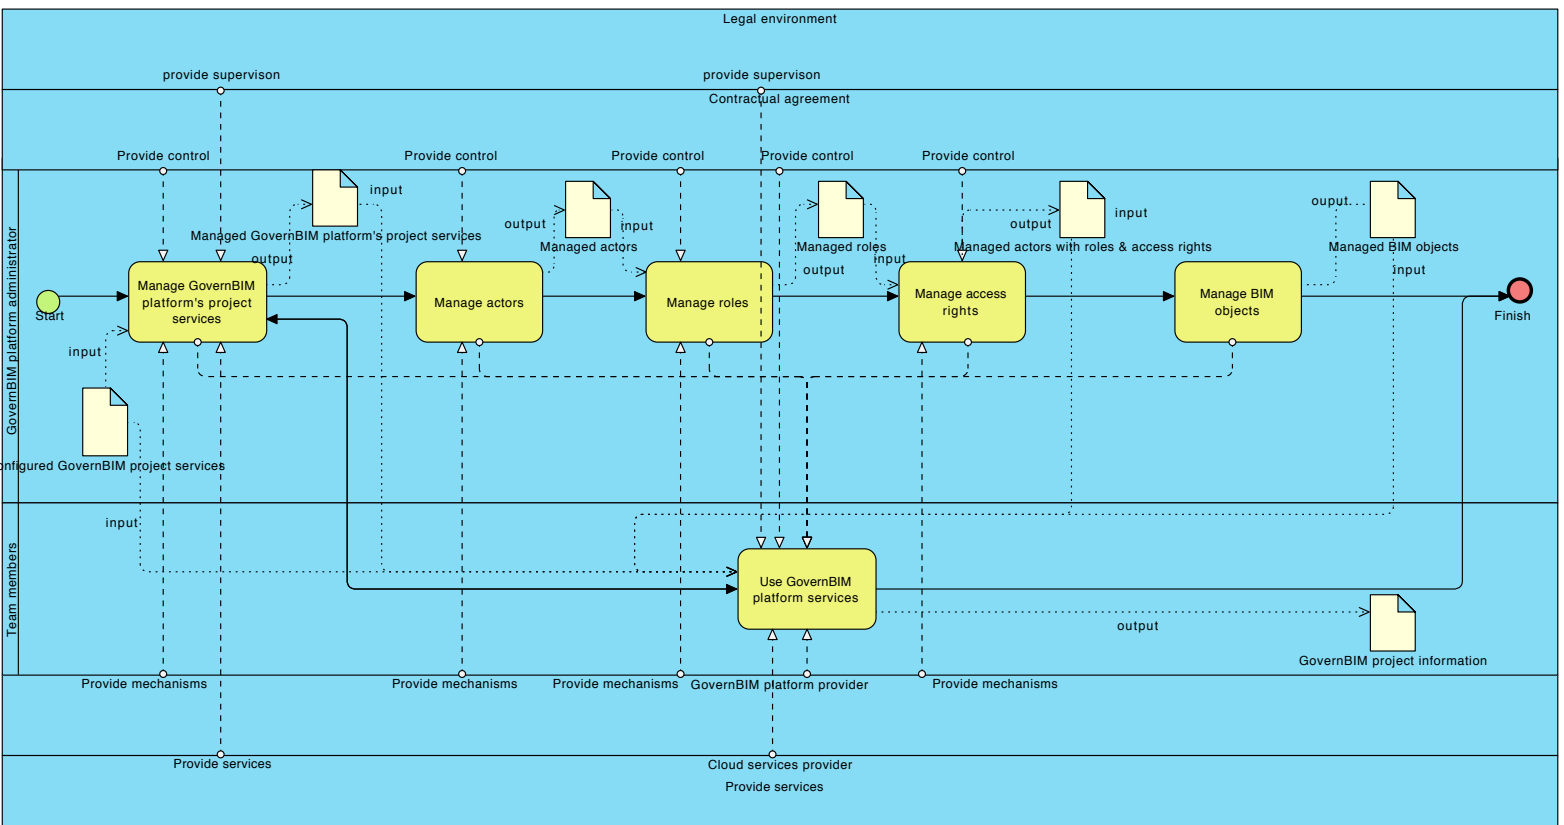 Legal environment
provide supervison
provide supervison
Contractual agreement
Provide control
Provide control
Provide control
Provide control
Provide control
GovernBIM platform administrator
input
Managed GovernBIM platform's project services
output
output
input
Managed actors
Managed roles
output
input
output
input
Managed actors with roles & access rights
ouput
Managed BIM objects
input
Start
Manage GovernBIM
platform's project
services
Manage actors
Manage roles
Manage access
rights
Manage BIM
objects
Finish
input
onfigured GovernBIM project services
input
Team members
Use GovernBIM
platform services
output
GovernBIM project information
Provide mechanisms
Provide mechanisms
Provide mechanisms
GovernBIM platform provider
Provide mechanisms
Provide services
Cloud services provider
Provide services